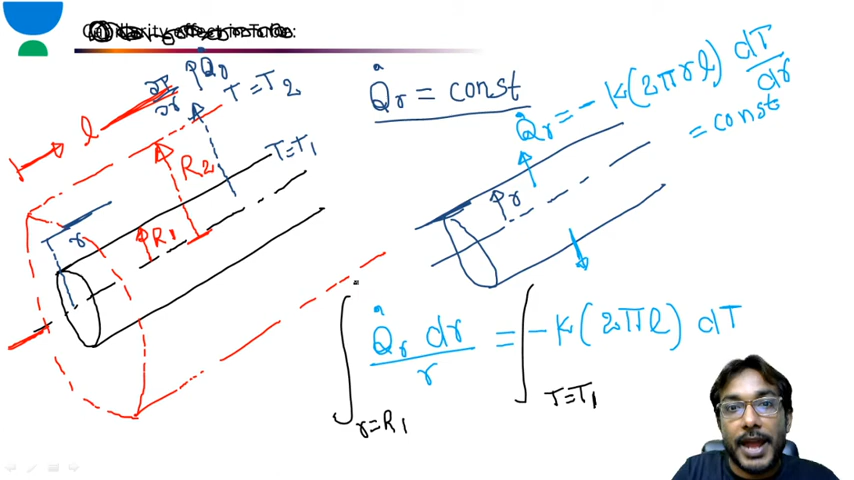 Q̇r
∂T/∂r
T=T2
l
R2
T=T1
r
R1
Q̇r = const
Q̇r = - k(2πrl) dT/dr
= const
r
∫ Q̇r dr/r = ∫ -k(2πl) dT
r=R1
T=T1